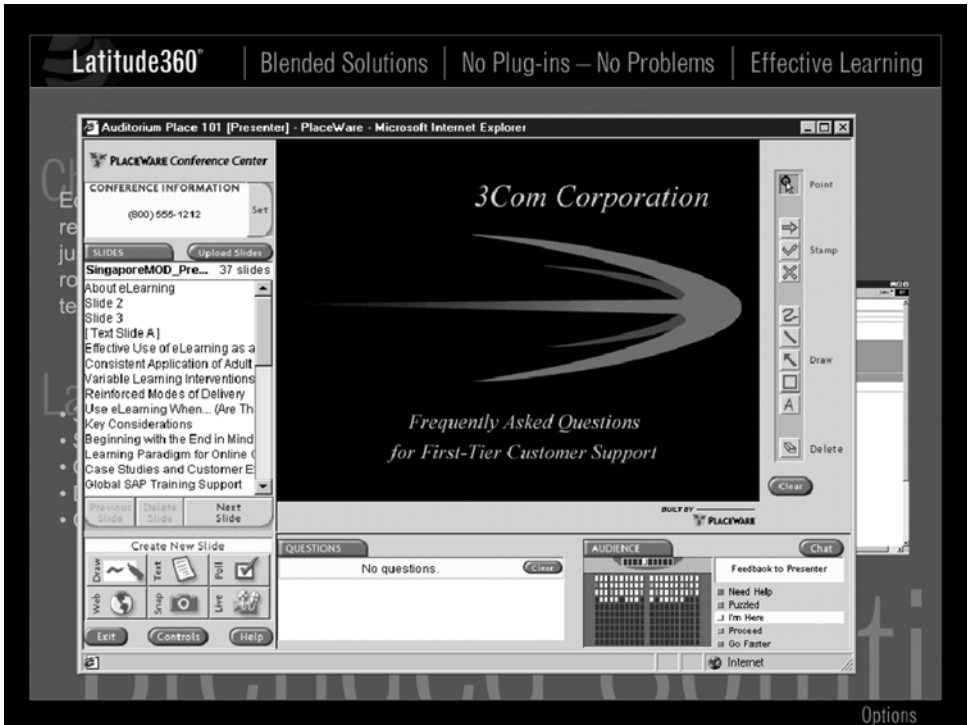 Latitude360™ | Blended Solutions | No Plug-ins – No Problems | Effective Learning
Auditorium Place 101 [Presenter] - PlaceWare - Microsoft Internet Explorer
PLACEWARE Conference Center
CONFERENCE INFORMATION
(800) 555-1212
Set
SLIDES
Upload Slides
SingaporeMOD_Pre... 37 slides
About eLearning
Slide 2
Slide 3
[Text Slide A]
Effective Use of eLearning as a
Consistent Application of Adult
Variable Learning Interventions
Reinforced Modes of Delivery
Use eLearning When... (Are Th
Key Considerations
Beginning with the End in Mind
Learning Paradigm for Online
Case Studies and Customer E
Global SAP Training Support
Previous Slide
Delete Slide
Next Slide
Create New Slide
Draw
Text
Poll
Web
Snap
Live
Exit
Controls
Help
3Com Corporation
Frequently Asked Questions
for First-Tier Customer Support
BUILT BY
PLACEWARE
Point
Stamp
Draw
A
Delete
Clear
QUESTIONS
No questions.
Clear
AUDIENCE
Chat
Feedback to Presenter
Need Help
Puzzled
I'm Here
Proceed
Go Faster
Internet
Options